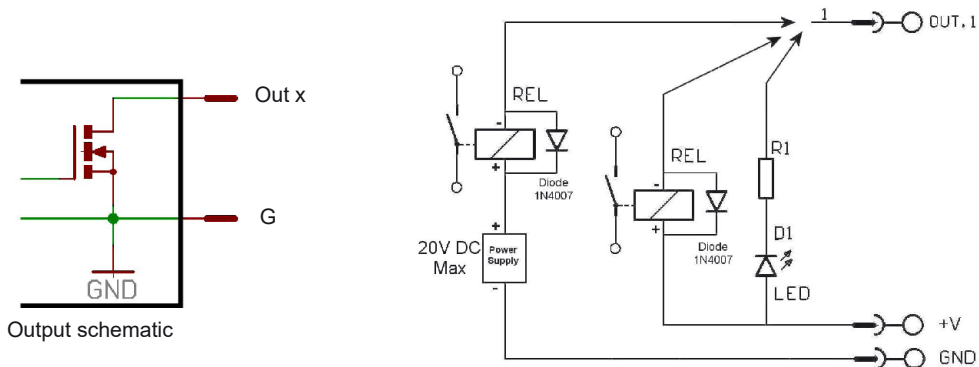 Out x
G
GND
Output schematic
1
OUT.1
REL
-
+
Diode
1N4007
+
20V DC
Max
Power
Supply
-
REL
-
+
Diode
1N4007
R1
D1
LED
+V
GND